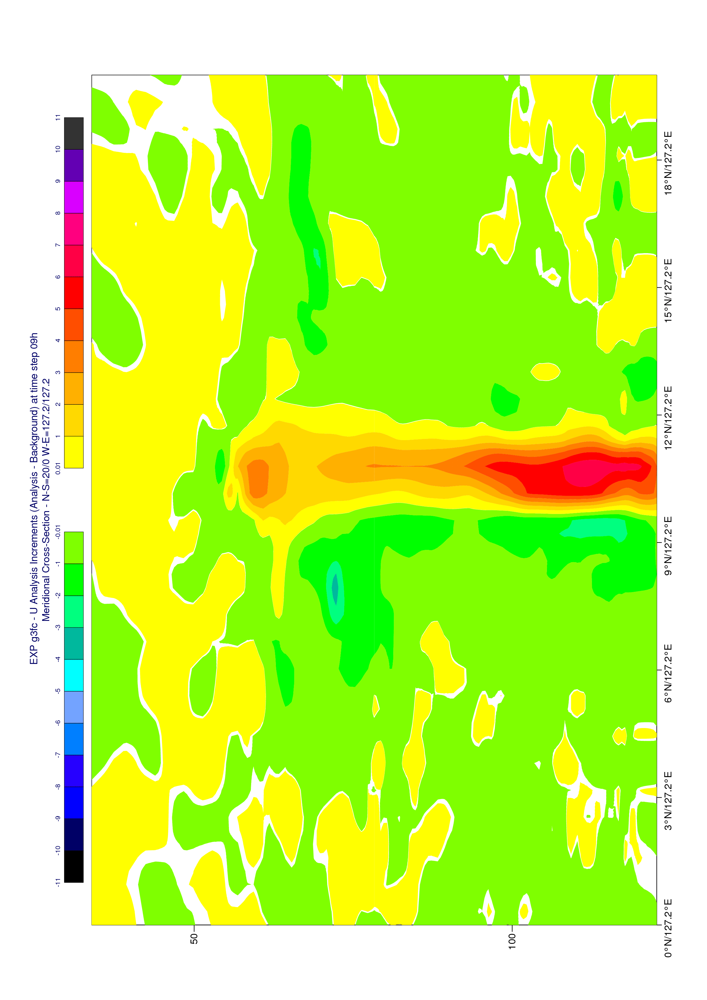 EXP g3fc - U Analysis Increments (Analysis - Background) at time step 09h
Meridional Cross-Section - N-S=20/0 W-E=127.2/127.2
-11 -10 -9 -8 -7 -6 -5 -4 -3 -2 -1 -0.01 0.01 1 2 3 4 5 6 7 8 9 10 11
50
100
0°N/127.2°E 3°N/127.2°E 6°N/127.2°E 9°N/127.2°E 12°N/127.2°E 15°N/127.2°E 18°N/127.2°E